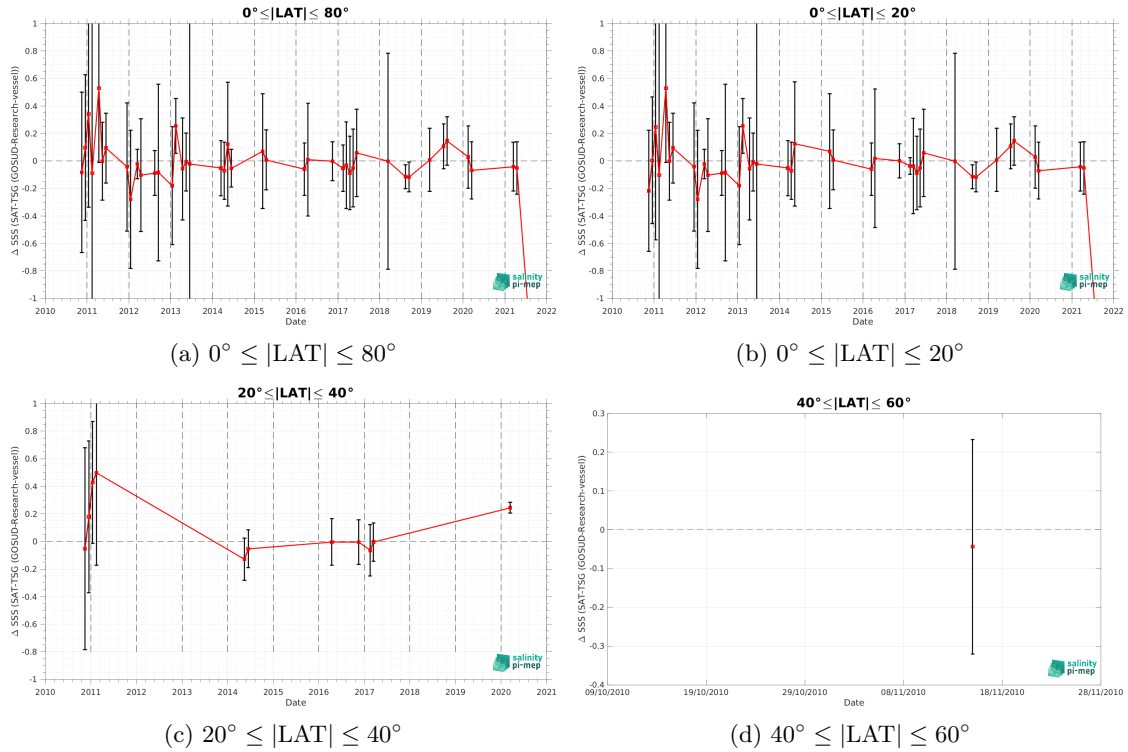 0°≤|LAT|≤ 80°
Δ SSS (SAT-TSG (GOSUD-Research-vessel))
1
0.8
0.6
0.4
0.2
0
-0.2
-0.4
-0.6
-0.8
-1
2010 2011 2012 2013 2014 2015 2016 2017 2018 2019 2020 2021 2022
Date
salinity
pi-mep
(a) 0° ≤ |LAT| ≤ 80°
0°≤|LAT|≤ 20°
Δ SSS (SAT-TSG (GOSUD-Research-vessel))
1
0.8
0.6
0.4
0.2
0
-0.2
-0.4
-0.6
-0.8
-1
2010 2011 2012 2013 2014 2015 2016 2017 2018 2019 2020 2021 2022
Date
salinity
pi-mep
(b) 0° ≤ |LAT| ≤ 20°
20°≤|LAT|≤ 40°
Δ SSS (SAT-TSG (GOSUD-Research-vessel))
1
0.8
0.6
0.4
0.2
0
-0.2
-0.4
-0.6
-0.8
-1
2010 2011 2012 2013 2014 2015 2016 2017 2018 2019 2020 2021
Date
salinity
pi-mep
(c) 20° ≤ |LAT| ≤ 40°
40°≤|LAT|≤ 60°
Δ SSS (SAT-TSG (GOSUD-Research-vessel))
0.3
0.2
0.1
0
-0.1
-0.2
-0.3
-0.4
09/10/2010 19/10/2010 29/10/2010 08/11/2010 18/11/2010 28/11/2010
Date
salinity
pi-mep
(d) 40° ≤ |LAT| ≤ 60°